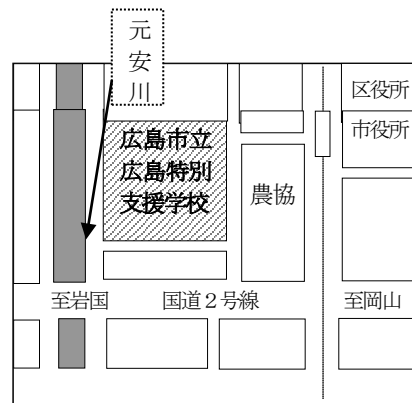 元安川
区役所
市役所
広島市立
広島特別
支援学校
農協
至岩国
国道２号線
至岡山